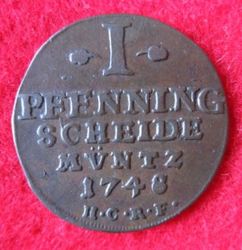 I
PFENNING
SCHEIDE
MÜNTZ
1748
H·C·R·F·